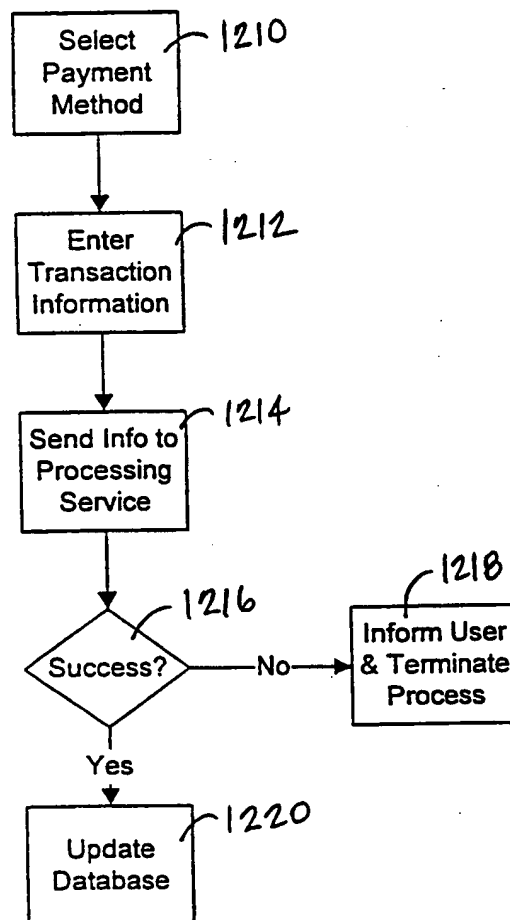 Select
Payment
Method
1210
Enter
Transaction
Information
1212
Send Info to
Processing
Service
1214
Success?
1216
No
Inform User
& Terminate
Process
1218
Yes
Update
Database
1220